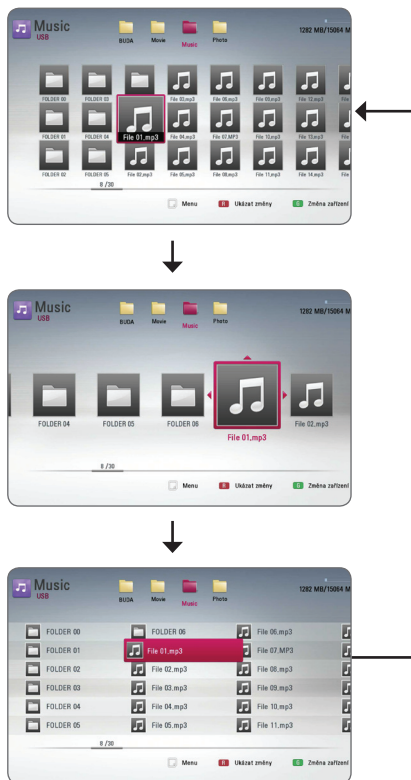 Music
USB
BUDA Movie Music Photo
1282 MB/15064 M
FOLDER 00 FOLDER 03 File 03.mp3 File 06.mp3 File 09.mp3 File 12.mp3 File
FOLDER 01 FOLDER 04 File 01.mp3 File 04.mp3 File 07.MP3 File 10.mp3 File 13.mp3 File
FOLDER 02 FOLDER 05 File 02.mp3 File 05.mp3 File 08.mp3 File 11.mp3 File 14.mp3 File
8 /30
Menu R Ukázat změny G Změna zařízení
Music
USB
BUDA Movie Music Photo
1282 MB/15064 M
FOLDER 04 FOLDER 05 FOLDER 06 File 01.mp3 File 02.mp3
8 /30
Menu R Ukázat změny G Změna zařízení
Music
USB
BUDA Movie Music Photo
1282 MB/15064 M
FOLDER 00 FOLDER 06 File 06.mp3
FOLDER 01 File 01.mp3 File 07.MP3
FOLDER 02 File 02.mp3 File 08.mp3
FOLDER 03 File 03.mp3 File 09.mp3
FOLDER 04 File 04.mp3 File 10.mp3
FOLDER 05 File 05.mp3 File 11.mp3
8 /30
Menu R Ukázat změny G Změna zařízení